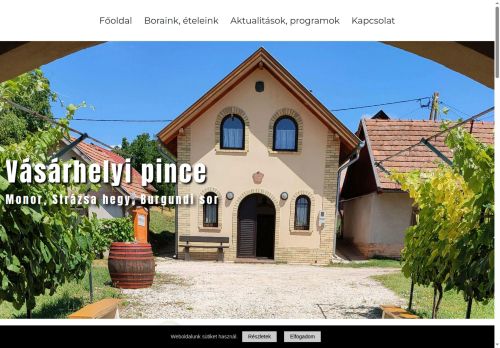 Főoldal Boraink, ételeink Aktualitások, programok Kapcsolat
Vásárhelyi pince
Monor, Strázsa hegy, Burgundi sor
Weboldalunk sütiket használ. Részletek Elfogadom